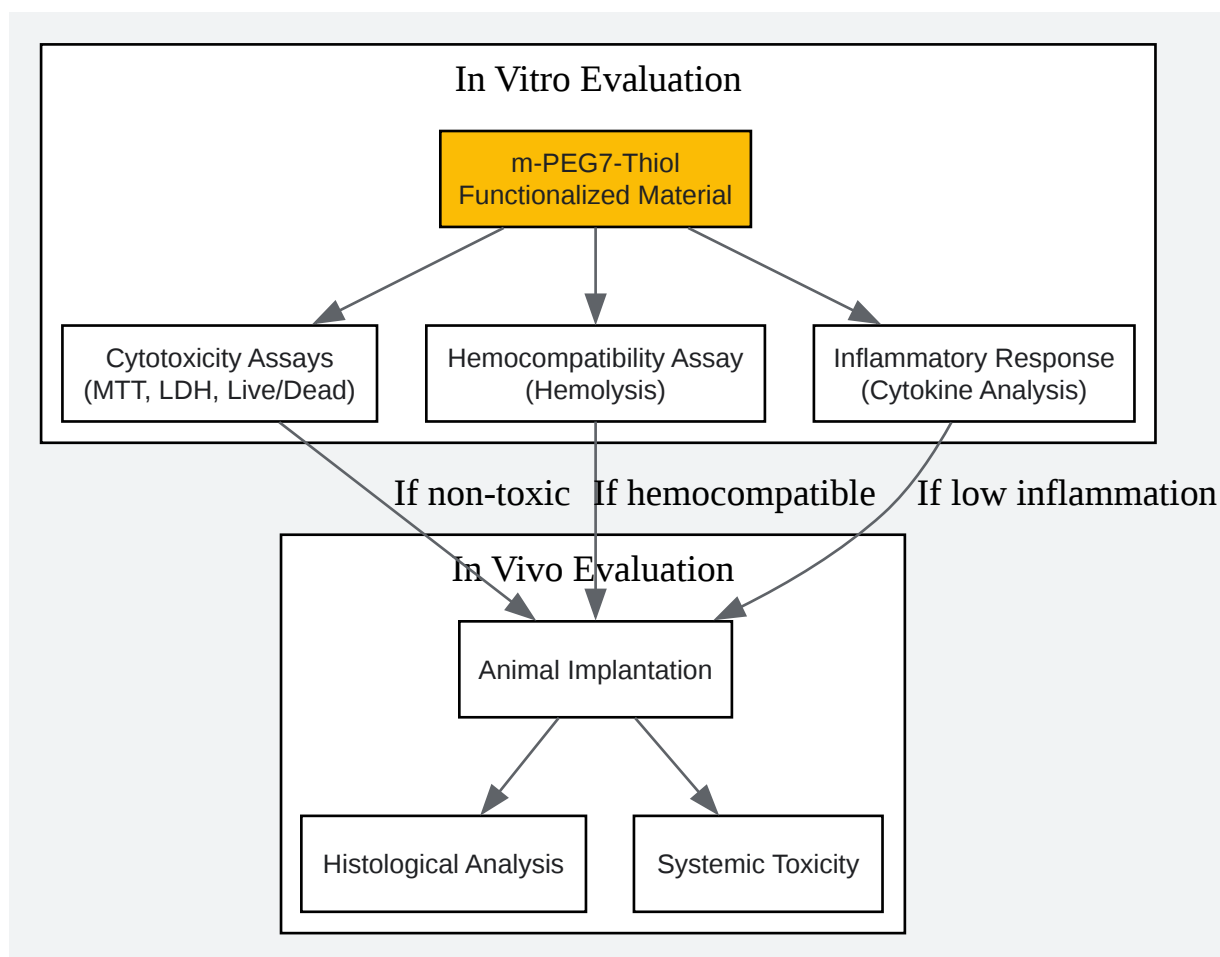 In Vitro Evaluation
m-PEG7-Thiol
Functionalized Material
Cytotoxicity Assays
(MTT, LDH, Live/Dead)
Hemocompatibility Assay
(Hemolysis)
Inflammatory Response
(Cytokine Analysis)
If non-toxic
If hemocompatible
If low inflammation
In Vivo Evaluation
Animal Implantation
Histological Analysis
Systemic Toxicity